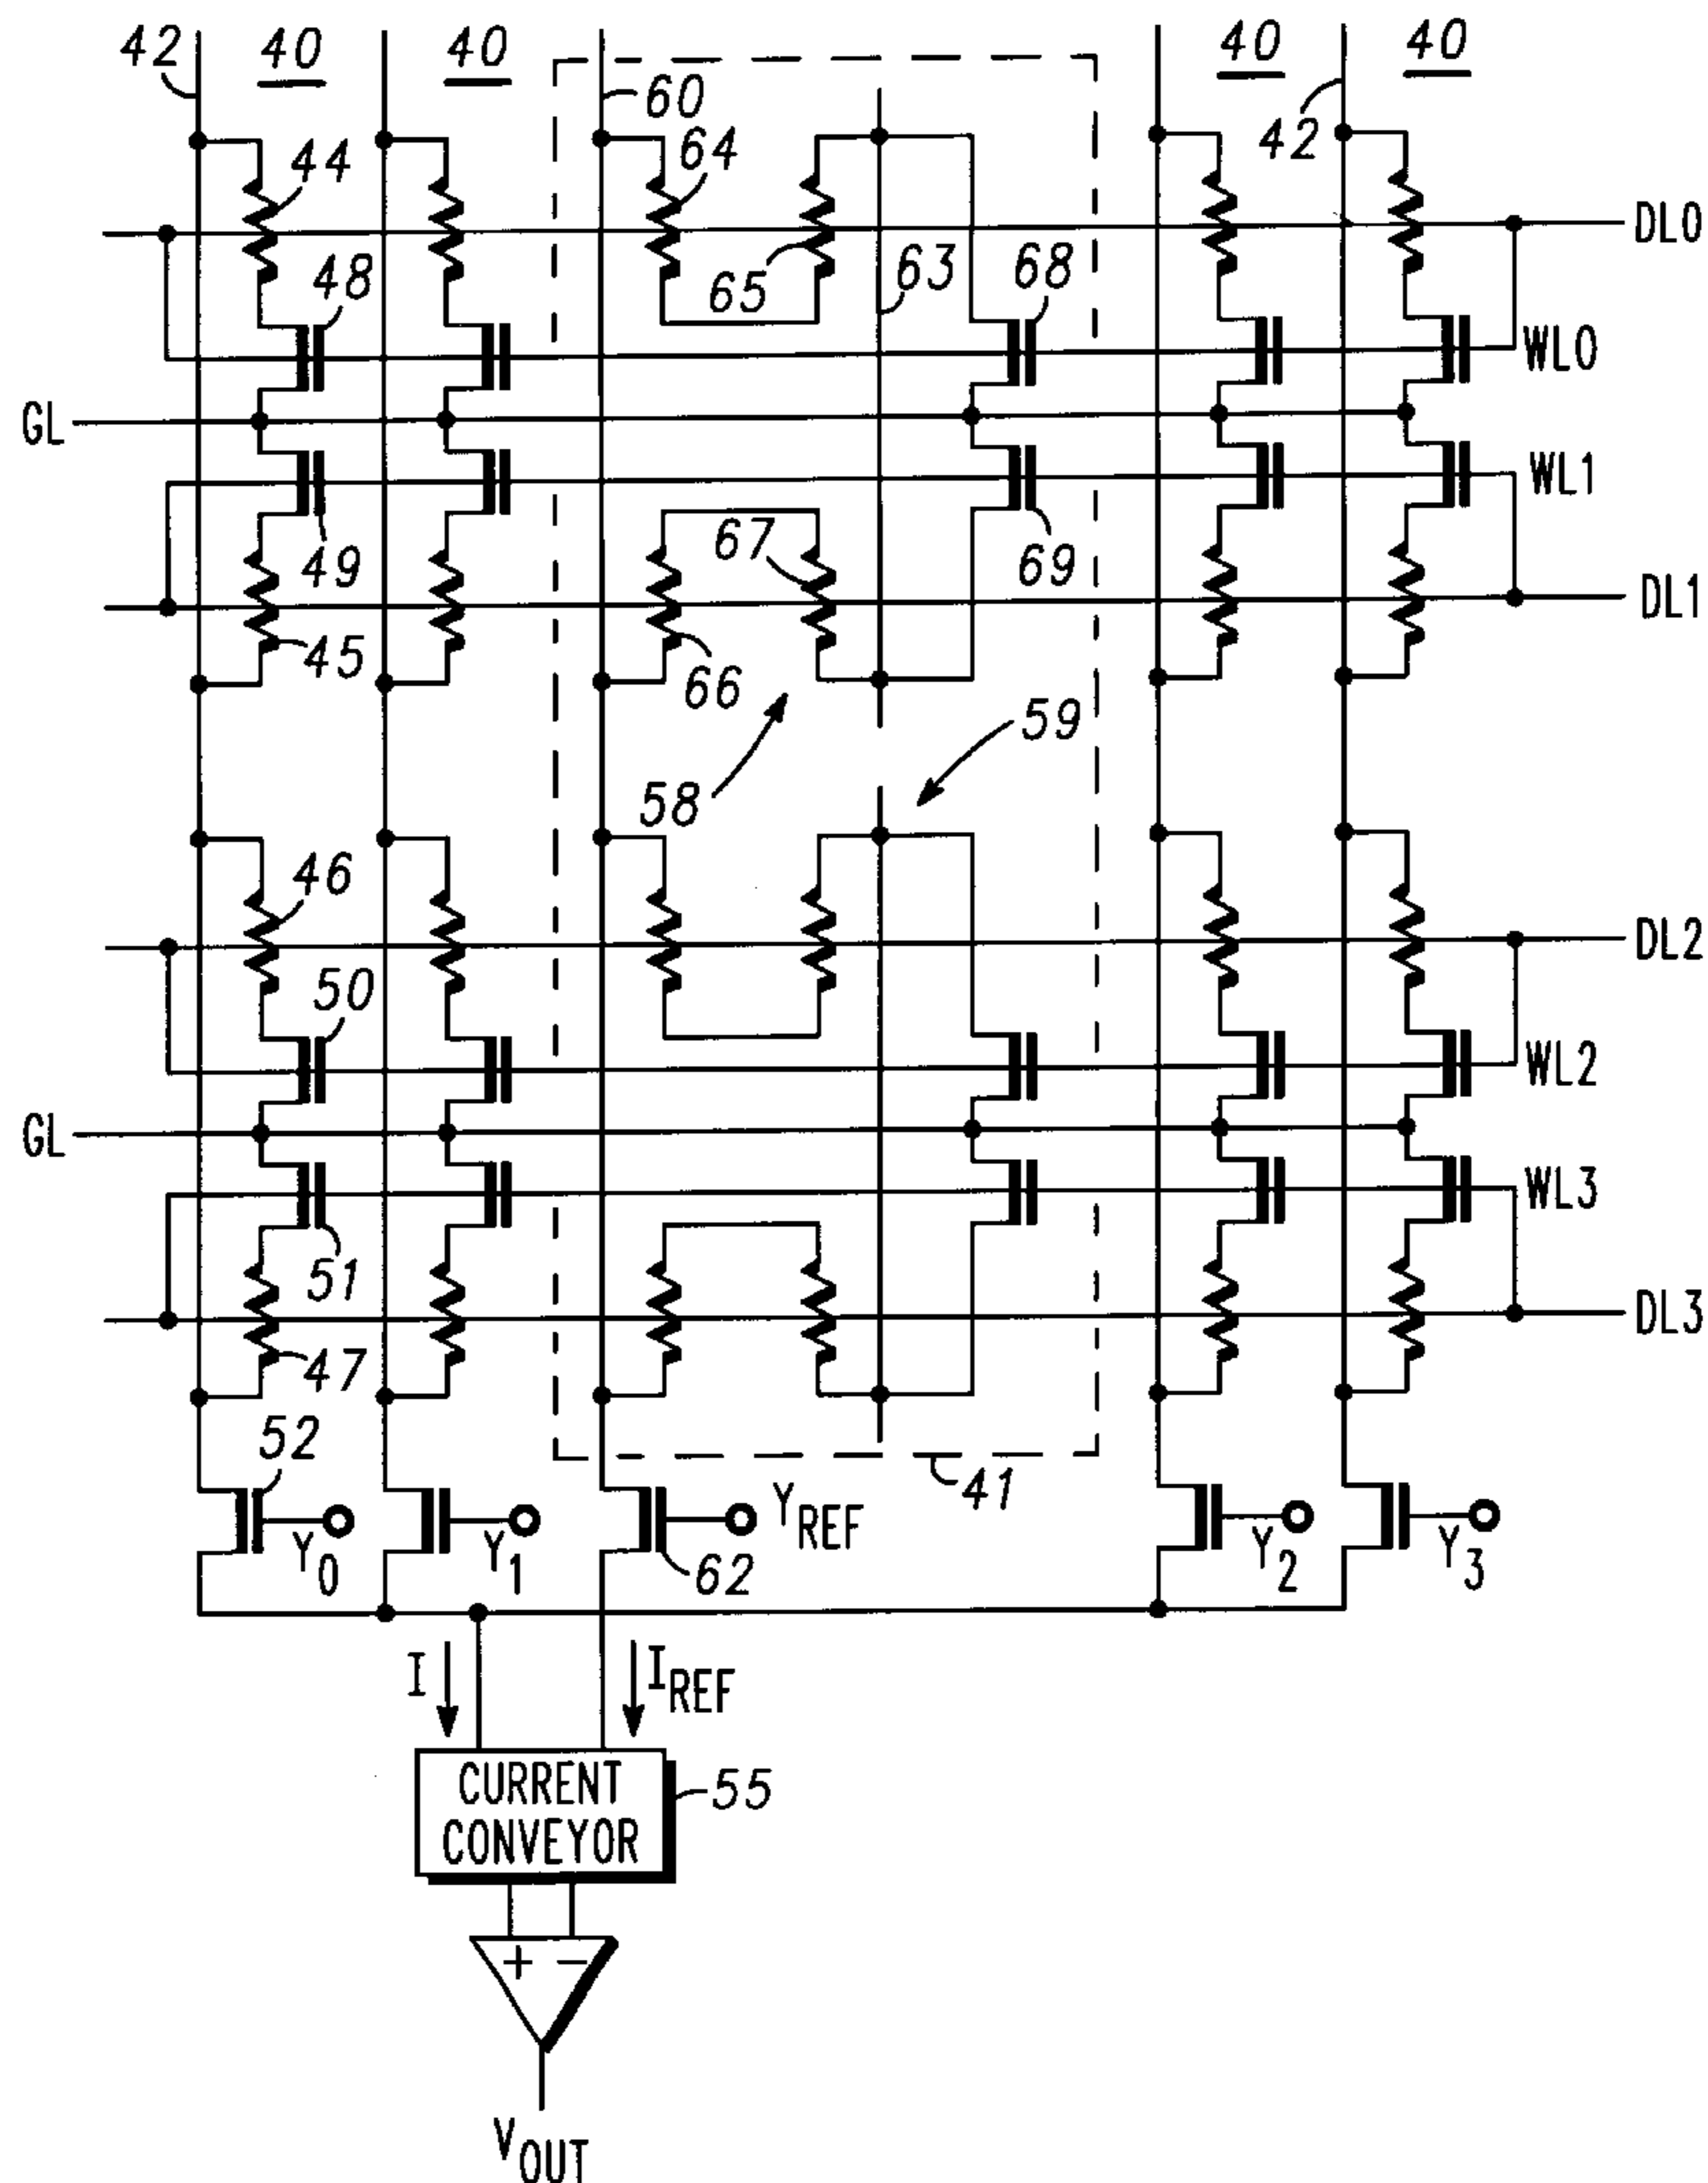 42 40 40 40 40
60
42
44
64
DL0
48
65
63
68
WL0
GL
WL1
49
67
69
DL1
45
66
59
58
46
DL2
50
WL2
GL
WL3
51
DL3
47
52
41
Y0
Y1
YREF
62
Y2
Y3
I
IREF
CURRENT
CONVEYOR
55
+ −
VOUT